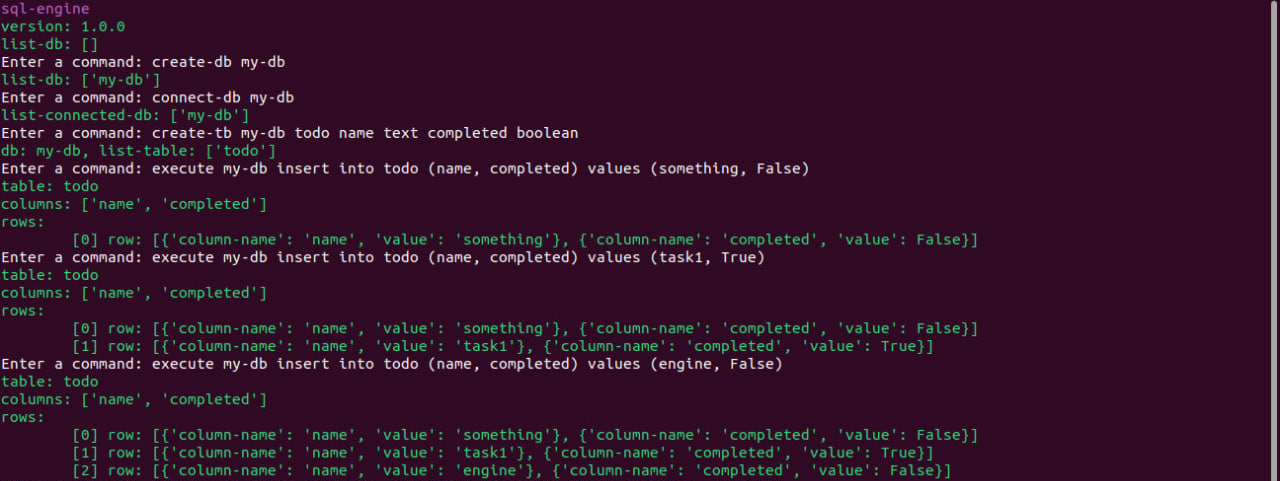 sql-engine
version: 1.0.0
list-db: []
Enter a command: create-db my-db
list-db: ['my-db']
Enter a command: connect-db my-db
list-connected-db: ['my-db']
Enter a command: create-tb my-db todo name text completed boolean
db: my-db, list-table: ['todo']
Enter a command: execute my-db insert into todo (name, completed) values (something, False)
table: todo
columns: ['name', 'completed']
rows:
[0] row: [{'column-name': 'name', 'value': 'something'}, {'column-name': 'completed', 'value': False}]
Enter a command: execute my-db insert into todo (name, completed) values (task1, True)
table: todo
columns: ['name', 'completed']
rows:
[0] row: [{'column-name': 'name', 'value': 'something'}, {'column-name': 'completed', 'value': False}]
[1] row: [{'column-name': 'name', 'value': 'task1'}, {'column-name': 'completed', 'value': True}]
Enter a command: execute my-db insert into todo (name, completed) values (engine, False)
table: todo
columns: ['name', 'completed']
rows:
[0] row: [{'column-name': 'name', 'value': 'something'}, {'column-name': 'completed', 'value': False}]
[1] row: [{'column-name': 'name', 'value': 'task1'}, {'column-name': 'completed', 'value': True}]
[2] row: [{'column-name': 'name', 'value': 'engine'}, {'column-name': 'completed', 'value': False}]